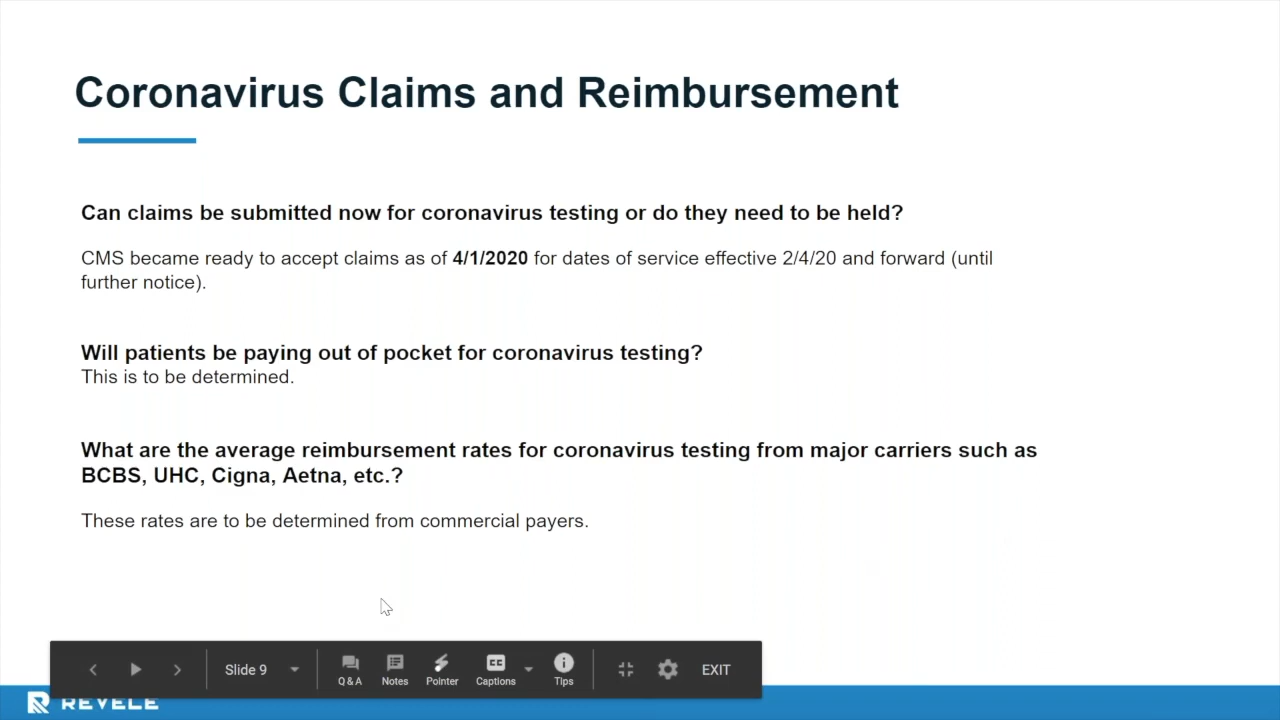 Coronavirus Claims and Reimbursement
Can claims be submitted now for coronavirus testing or do they need to be held?
CMS became ready to accept claims as of 4/1/2020 for dates of service effective 2/4/20 and forward (until
further notice).
Will patients be paying out of pocket for coronavirus testing?
This is to be determined.
What are the average reimbursement rates for coronavirus testing from major carriers such as
BCBS, UHC, Cigna, Aetna, etc.?
These rates are to be determined from commercial payers.
Slide 9
Q & A
Notes
Pointer
CC
Captions
Tips
EXIT
REVELE